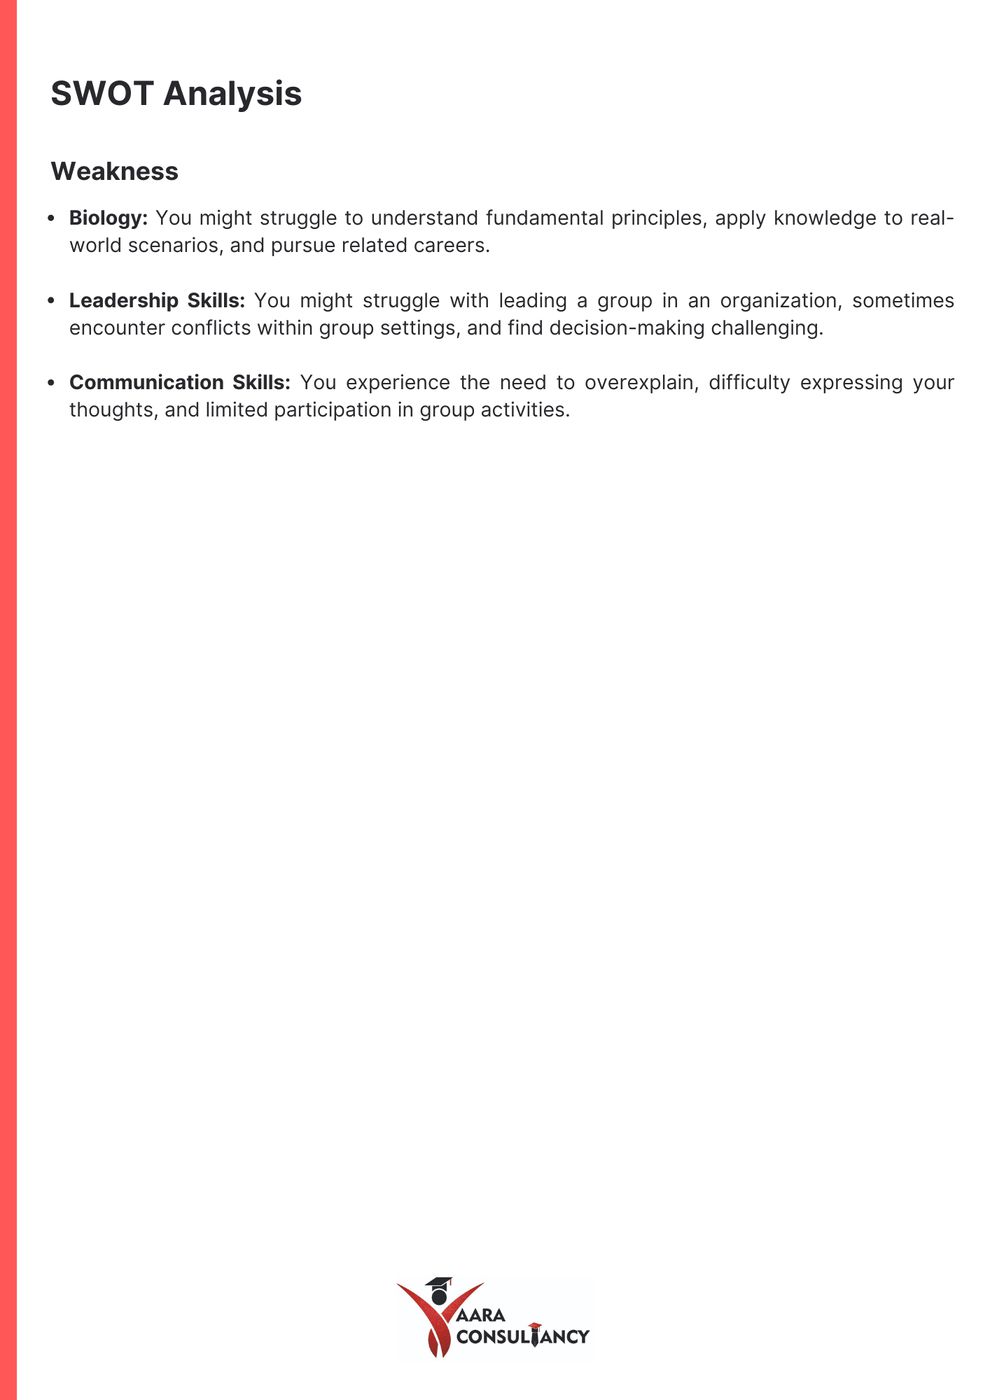 SWOT Analysis
Weakness
• Biology: You might struggle to understand fundamental principles, apply knowledge to real-
world scenarios, and pursue related careers.
• Leadership Skills: You might struggle with leading a group in an organization, sometimes
encounter conflicts within group settings, and find decision-making challenging.
• Communication Skills: You experience the need to overexplain, difficulty expressing your
thoughts, and limited participation in group activities.
AARA
CONSULTANCY